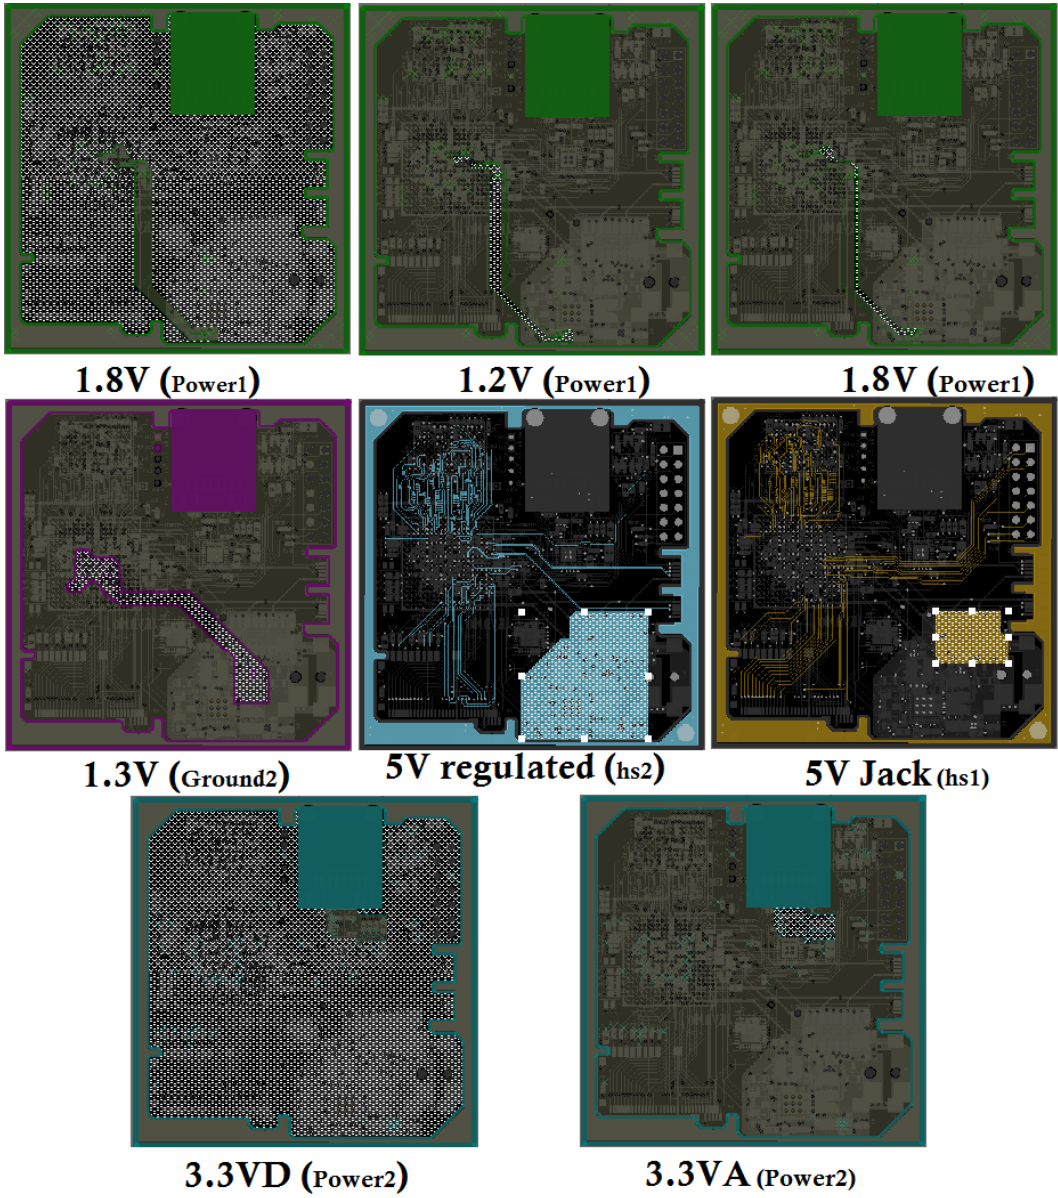 1.8V (Power1)
1.2V (Power1)
1.8V (Power1)
1.3V (Ground2)
5V regulated (hs2)
5V Jack (hs1)
3.3VD (Power2)
3.3VA (Power2)